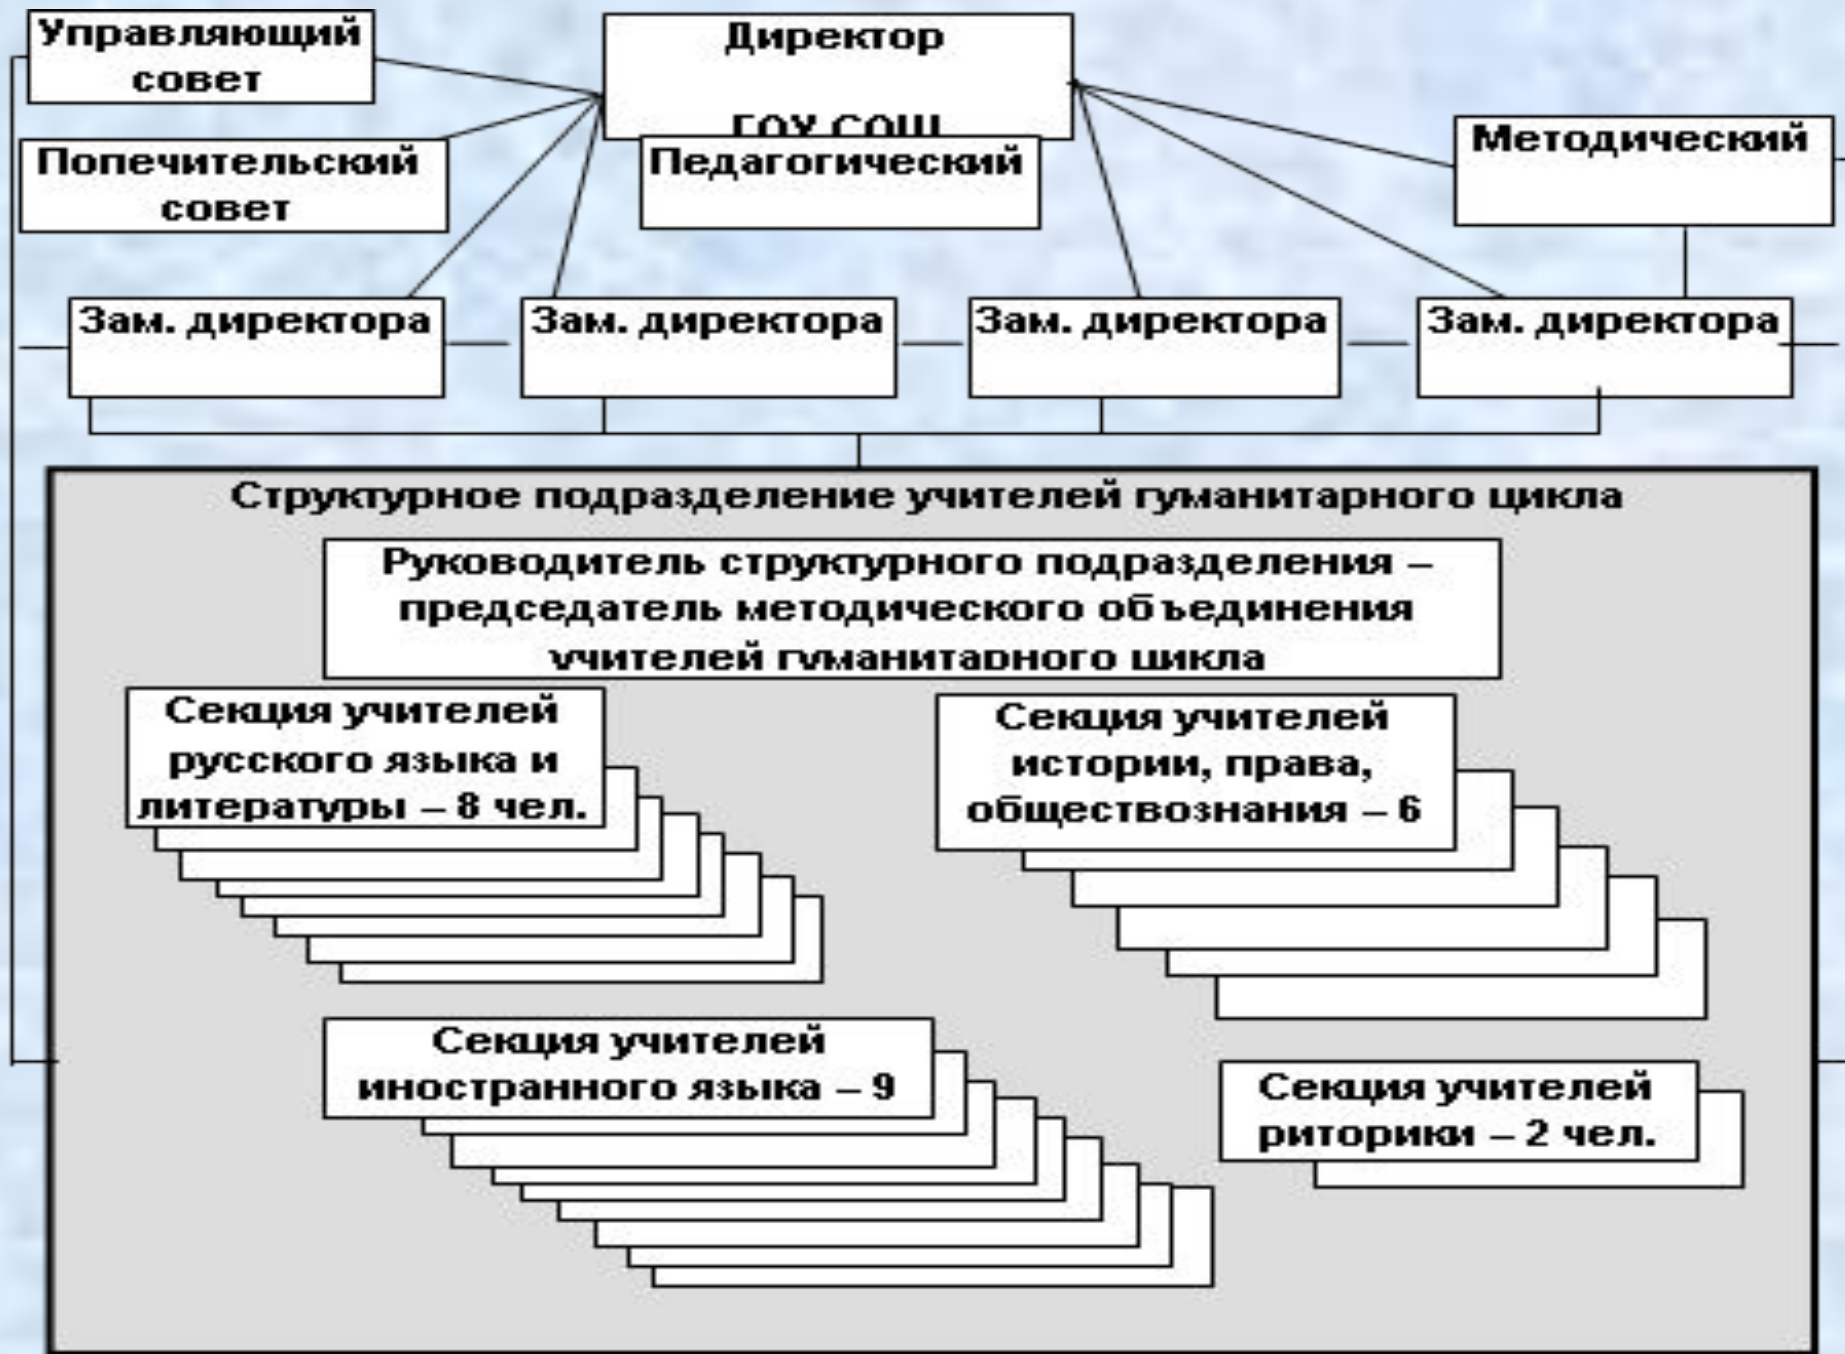 Управляющий
совет
Директор
ГОУ СОШ
Попечительский
совет
Педагогический
Методический
Зам. директора
Зам. директора
Зам. директора
Зам. директора
Структурное подразделение учителей гуманитарного цикла
Руководитель структурного подразделения –
председатель методического объединения
учителей гуманитарного цикла
Секция учителей
русского языка и
литературы – 8 чел.
Секция учителей
истории, права,
обществознания – 6
Секция учителей
иностранного языка – 9
Секция учителей
риторики – 2 чел.